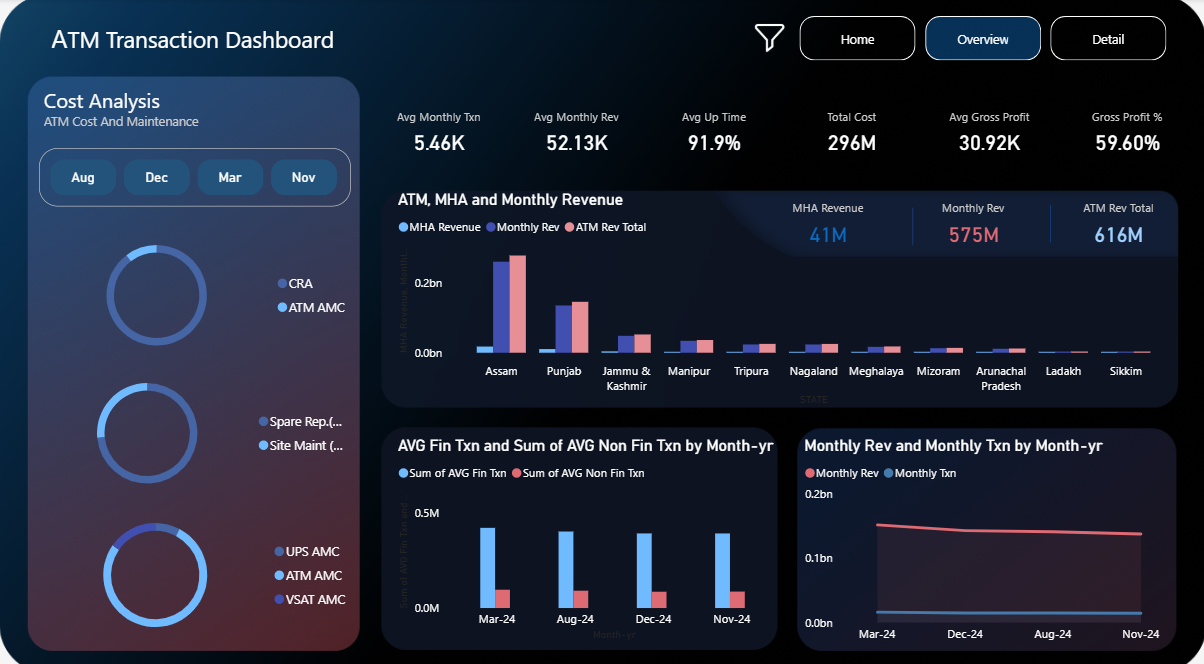 ATM Transaction Dashboard
Home
Overview
Detail
Cost Analysis
ATM Cost And Maintenance
Aug
Dec
Mar
Nov
CRA
ATM AMC
Spare Rep.(...
Site Maint (...
UPS AMC
ATM AMC
VSAT AMC
Avg Monthly Txn
5.46K
Avg Monthly Rev
52.13K
Avg Up Time
91.9%
Total Cost
296M
Avg Gross Profit
30.92K
Gross Profit %
59.60%
ATM, MHA and Monthly Revenue
MHA Revenue
Monthly Rev
ATM Rev Total
MHA Revenue
41M
Monthly Rev
575M
ATM Rev Total
616M
0.2bn
0.0bn
Assam
Punjab
Jammu &
Kashmir
Manipur
Tripura
Nagaland
Meghalaya
Mizoram
Arunachal
Pradesh
Ladakh
Sikkim
STATE
AVG Fin Txn and Sum of AVG Non Fin Txn by Month-yr
Sum of AVG Fin Txn
Sum of AVG Non Fin Txn
Sum of AVG Fin Txn and
0.5M
0.0M
Mar-24
Aug-24
Dec-24
Nov-24
Month-yr
Monthly Rev and Monthly Txn by Month-yr
Monthly Rev
Monthly Txn
0.2bn
0.1bn
0.0bn
Mar-24
Dec-24
Aug-24
Nov-24